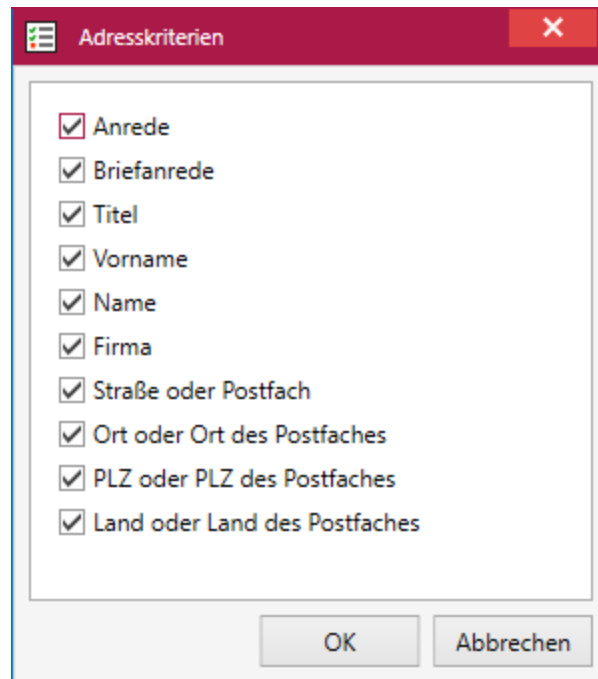 Adresskriterien
Anrede
Briefanrede
Titel
Vorname
Name
Firma
Straße oder Postfach
Ort oder Ort des Postfaches
PLZ oder PLZ des Postfaches
Land oder Land des Postfaches
OK Abbrechen